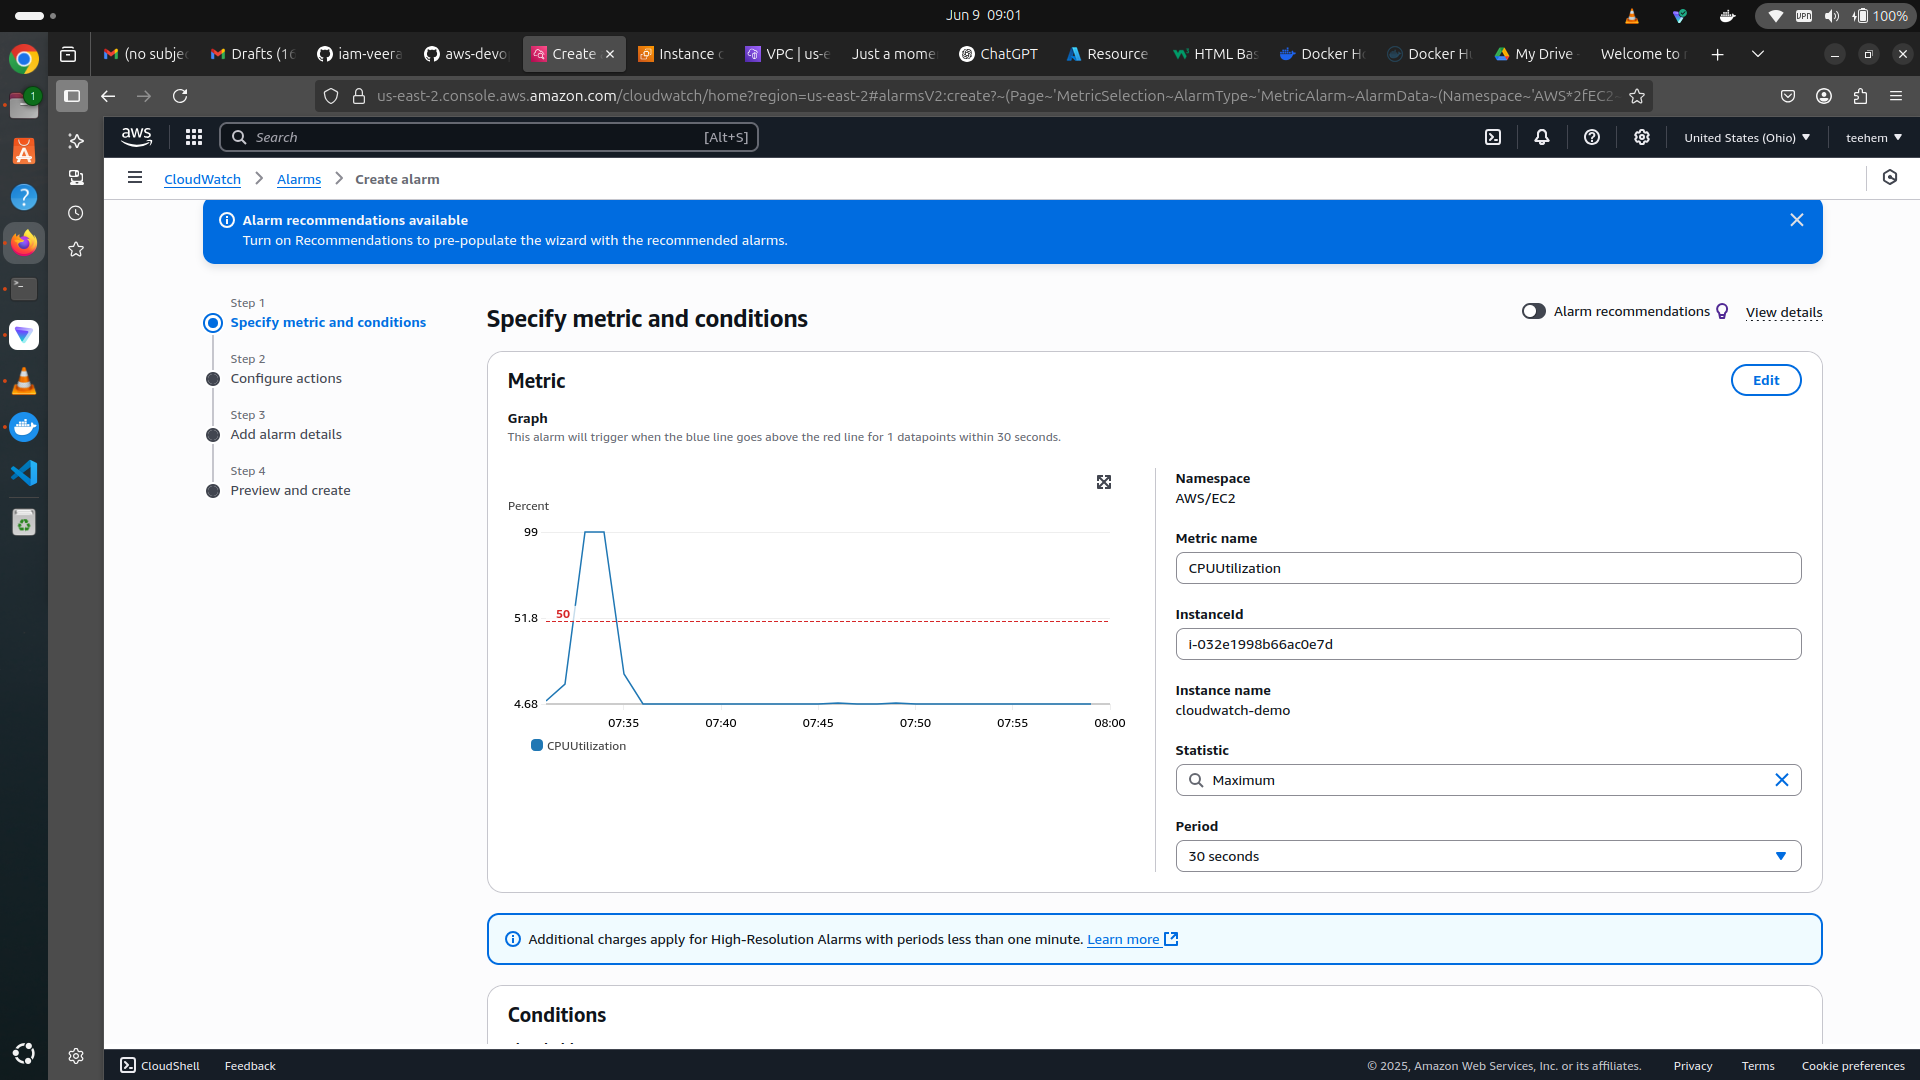 Jun 9 09:01
100%
(no subje
Drafts (16
iam-veera
aws-devo
Create
Instance
VPC | us-e
Just a mome
ChatGPT
Resource
HTML Bas
Docker H
Docker Hu
My Drive
Welcome to
us-east-2.console.aws.amazon.com/cloudwatch/home?region=us-east-2#alarmsV2:create?~(Page~'MetricSelection~AlarmType~'MetricAlarm~AlarmData~(Namespace~'AWS*2fEC2~
aws
Search
[Alt+S]
United States (Ohio)
teehem
CloudWatch
Alarms
Create alarm
Alarm recommendations available
Turn on Recommendations to pre-populate the wizard with the recommended alarms.
Step 1
Specify metric and conditions
Step 2
Configure actions
Step 3
Add alarm details
Step 4
Preview and create
Specify metric and conditions
Alarm recommendations
View details
Metric
Edit
Graph
This alarm will trigger when the blue line goes above the red line for 1 datapoints within 30 seconds.
Percent
99
51.8
50
4.68
07:35
07:40
07:45
07:50
07:55
08:00
CPUUtilization
Namespace
AWS/EC2
Metric name
CPUUtilization
InstanceId
i-032e1998b66ac0e7d
Instance name
cloudwatch-demo
Statistic
Maximum
Period
30 seconds
Additional charges apply for High-Resolution Alarms with periods less than one minute. Learn more
Conditions
CloudShell
Feedback
© 2025, Amazon Web Services, Inc. or its affiliates.
Privacy
Terms
Cookie preferences